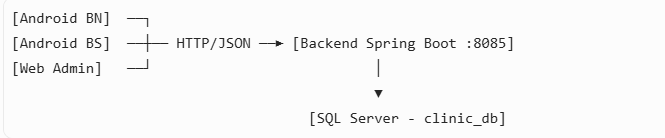 [Android BN]
[Android BS] HTTP/JSON [Backend Spring Boot :8085]
[Web Admin]
[SQL Server - clinic_db]